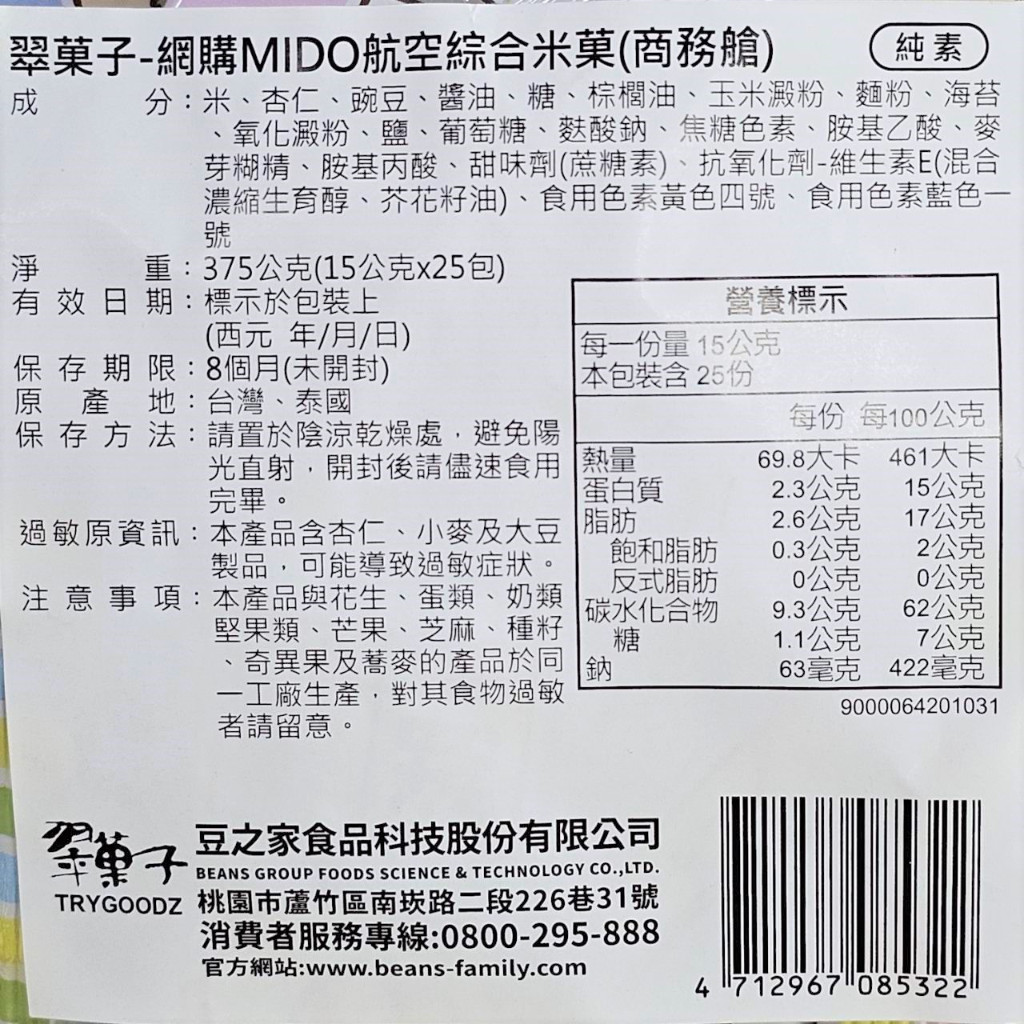 翠菓子-網購MIDO航空綜合米菓(商務艙)
純素
成分：米、杏仁、豌豆、醬油、糖、棕櫚油、玉米澱粉、麵粉、海苔
、氧化澱粉、鹽、葡萄糖、麩酸鈉、焦糖色素、胺基乙酸、麥
芽糊精、胺基丙酸、甜味劑(蔗糖素)、抗氧化劑-維生素E(混合
濃縮生育醇、芥花籽油)、食用色素黃色四號、食用色素藍色一
號
淨重：375公克(15公克x25包)
有效日期：標示於包裝上
(西元 年/月/日)
保存期限：8個月(未開封)
原產地：台灣、泰國
保存方法：請置於陰涼乾燥處，避免陽
光直射，開封後請儘速食用
完畢。
過敏原資訊：本產品含杏仁、小麥及大豆
製品，可能導致過敏症狀。
注意事項：本產品與花生、蛋類、奶類
堅果類、芒果、芝麻、種籽
、奇異果及蕎麥的產品於同
一工廠生產，對其食物過敏
者請留意。
營養標示
每一份量 15公克
本包裝含 25份
每份 每100公克
熱量 69.8大卡 461大卡
蛋白質 2.3公克 15公克
脂肪 2.6公克 17公克
飽和脂肪 0.3公克 2公克
反式脂肪 0公克 0公克
碳水化合物 9.3公克 62公克
糖 1.1公克 7公克
鈉 63毫克 422毫克
9000064201031
翠菓子
TRYGOODZ
豆之家食品科技股份有限公司
BEANS GROUP FOODS SCIENCE & TECHNOLOGY CO.,LTD.
桃園市蘆竹區南崁路二段226巷31號
消費者服務專線:0800-295-888
官方網站:www.beans-family.com
4 712967 085322